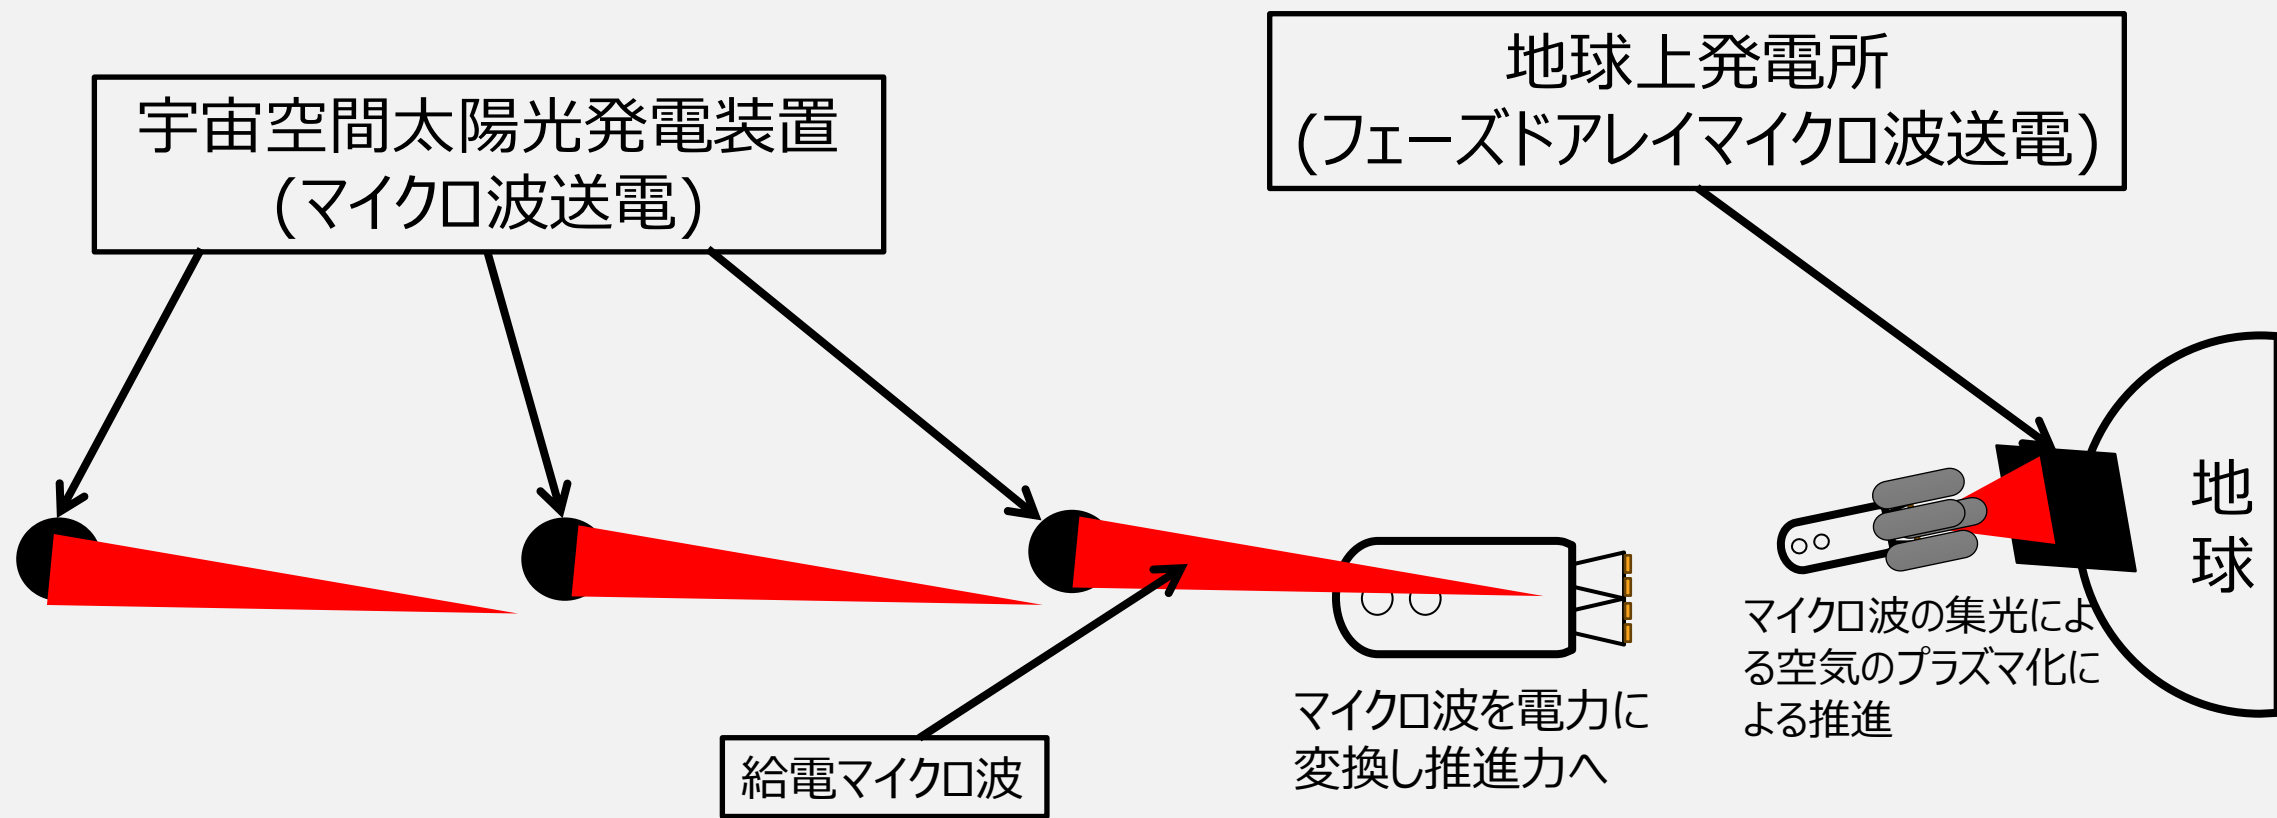 宇宙空間太陽光発電装置
(マイクロ波送電)
地球上発電所
(フェーズドアレイマイクロ波送電)
地
球
マイクロ波の集光によ
る空気のプラズマ化に
よる推進
マイクロ波を電力に
変換し推進力へ
給電マイクロ波